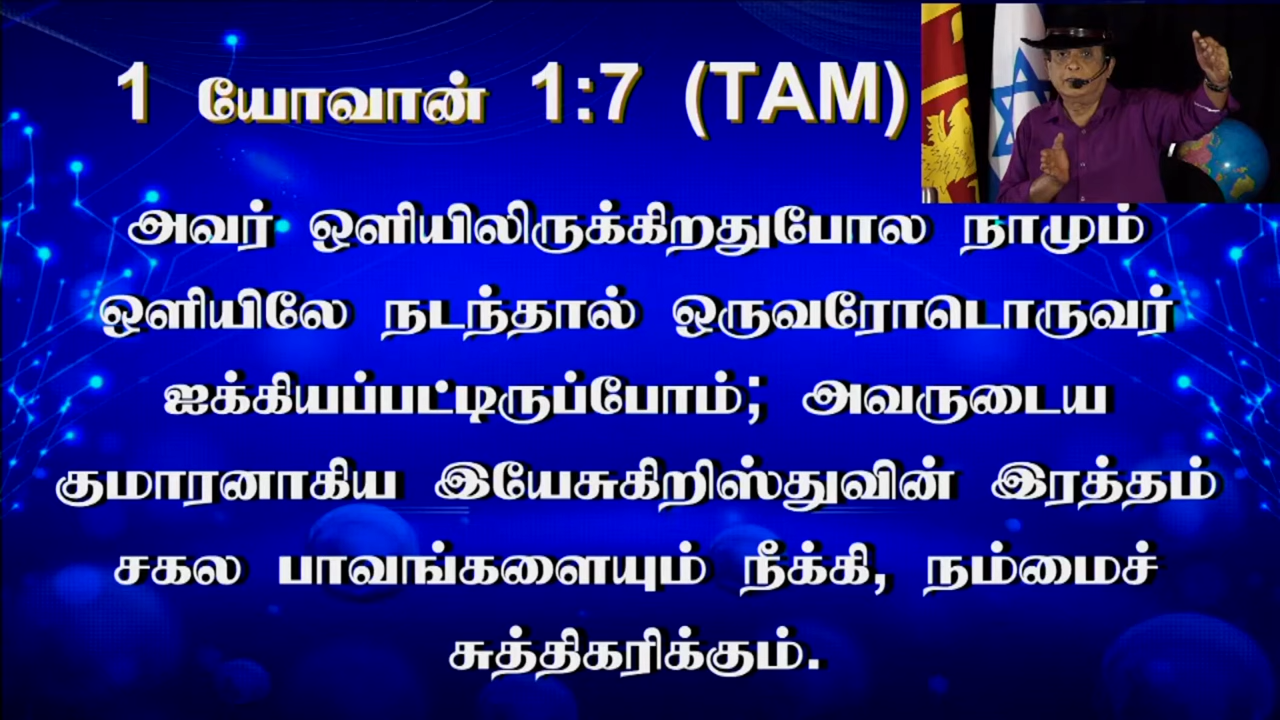 1 யோவான் 1:7 (TAM)
அவர் ஒளியிலிருக்கிறதுபோல நாமும்
ஒளியிலே நடந்தால் ஒருவரோடொருவர்
ஐக்கியப்பட்டிருப்போம்; அவருடைய
குமாரனாகிய இயேசுகிறிஸ்துவின் இரத்தம்
சகல பாவங்களையும் நீக்கி, நம்மைச்
சுத்திகரிக்கும்.